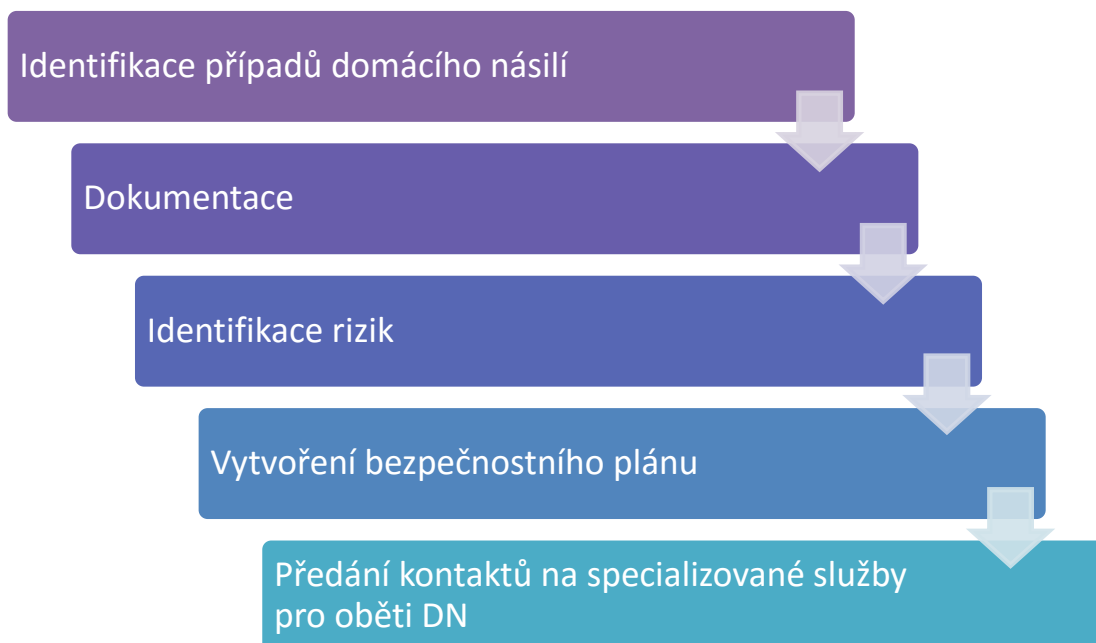 Identifikace případů domácího násilí
Dokumentace
Identifikace rizik
Vytvoření bezpečnostního plánu
Předání kontaktů na specializované služby
pro oběti DN